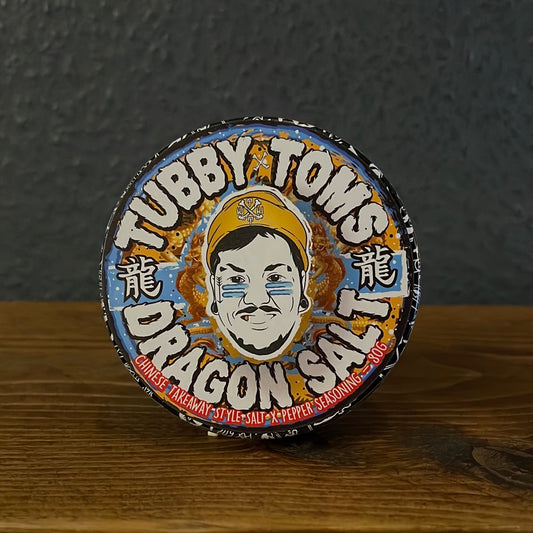 TUBBY TOMS
龍
龍
DRAGON SALT
CHINESE TAKEAWAY STYLE SALT X PEPPER SEASONING — 80G